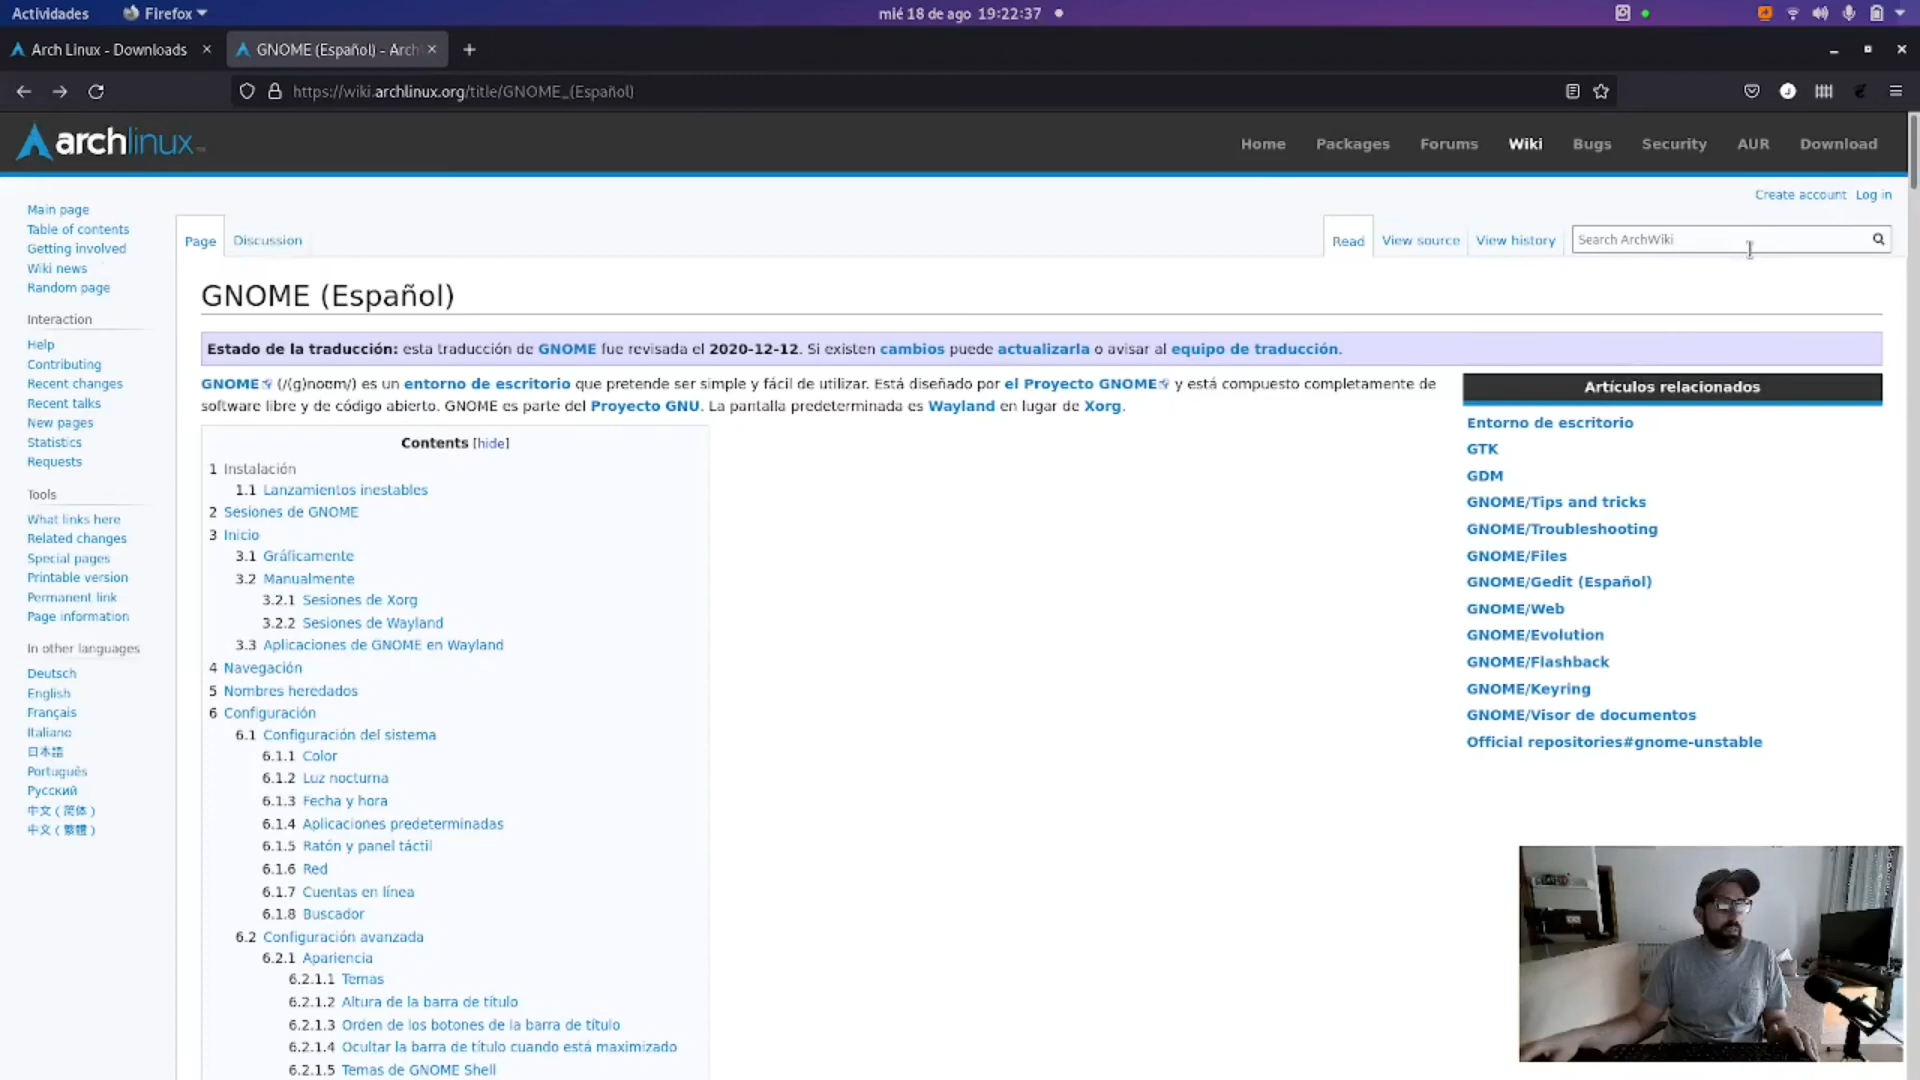 Actividades
Firefox
mié 18 de ago 19:22:37
Arch Linux - Downloads
GNOME (Español) - Arch
https://wiki.archlinux.org/title/GNOME_(Español)
archlinux
Home
Packages
Forums
Wiki
Bugs
Security
AUR
Download
Create account
Log in
Main page
Table of contents
Getting involved
Wiki news
Random page
Interaction
Help
Contributing
Recent changes
Recent talks
New pages
Statistics
Requests
Tools
What links here
Related changes
Special pages
Printable version
Permanent link
Page information
In other languages
Deutsch
English
Français
Italiano
日本語
Português
Русский
中文（简体）
中文（繁體）
Page
Discussion
Read
View source
View history
Search ArchWiki
GNOME (Español)
Estado de la traducción: esta traducción de GNOME fue revisada el 2020-12-12. Si existen cambios puede actualizarla o avisar al equipo de traducción.
GNOME (/(ɡ)noʊm/) es un entorno de escritorio que pretende ser simple y fácil de utilizar. Está diseñado por el Proyecto GNOME y está compuesto completamente de
software libre y de código abierto. GNOME es parte del Proyecto GNU. La pantalla predeterminada es Wayland en lugar de Xorg.
Contents [hide]
1 Instalación
1.1 Lanzamientos inestables
2 Sesiones de GNOME
3 Inicio
3.1 Gráficamente
3.2 Manualmente
3.2.1 Sesiones de Xorg
3.2.2 Sesiones de Wayland
3.3 Aplicaciones de GNOME en Wayland
4 Navegación
5 Nombres heredados
6 Configuración
6.1 Configuración del sistema
6.1.1 Color
6.1.2 Luz nocturna
6.1.3 Fecha y hora
6.1.4 Aplicaciones predeterminadas
6.1.5 Ratón y panel táctil
6.1.6 Red
6.1.7 Cuentas en línea
6.1.8 Buscador
6.2 Configuración avanzada
6.2.1 Apariencia
6.2.1.1 Temas
6.2.1.2 Altura de la barra de título
6.2.1.3 Orden de los botones de la barra de título
6.2.1.4 Ocultar la barra de título cuando está maximizado
6.2.1.5 Temas de GNOME Shell
Artículos relacionados
Entorno de escritorio
GTK
GDM
GNOME/Tips and tricks
GNOME/Troubleshooting
GNOME/Files
GNOME/Gedit (Español)
GNOME/Web
GNOME/Evolution
GNOME/Flashback
GNOME/Keyring
GNOME/Visor de documentos
Official repositories#gnome-unstable